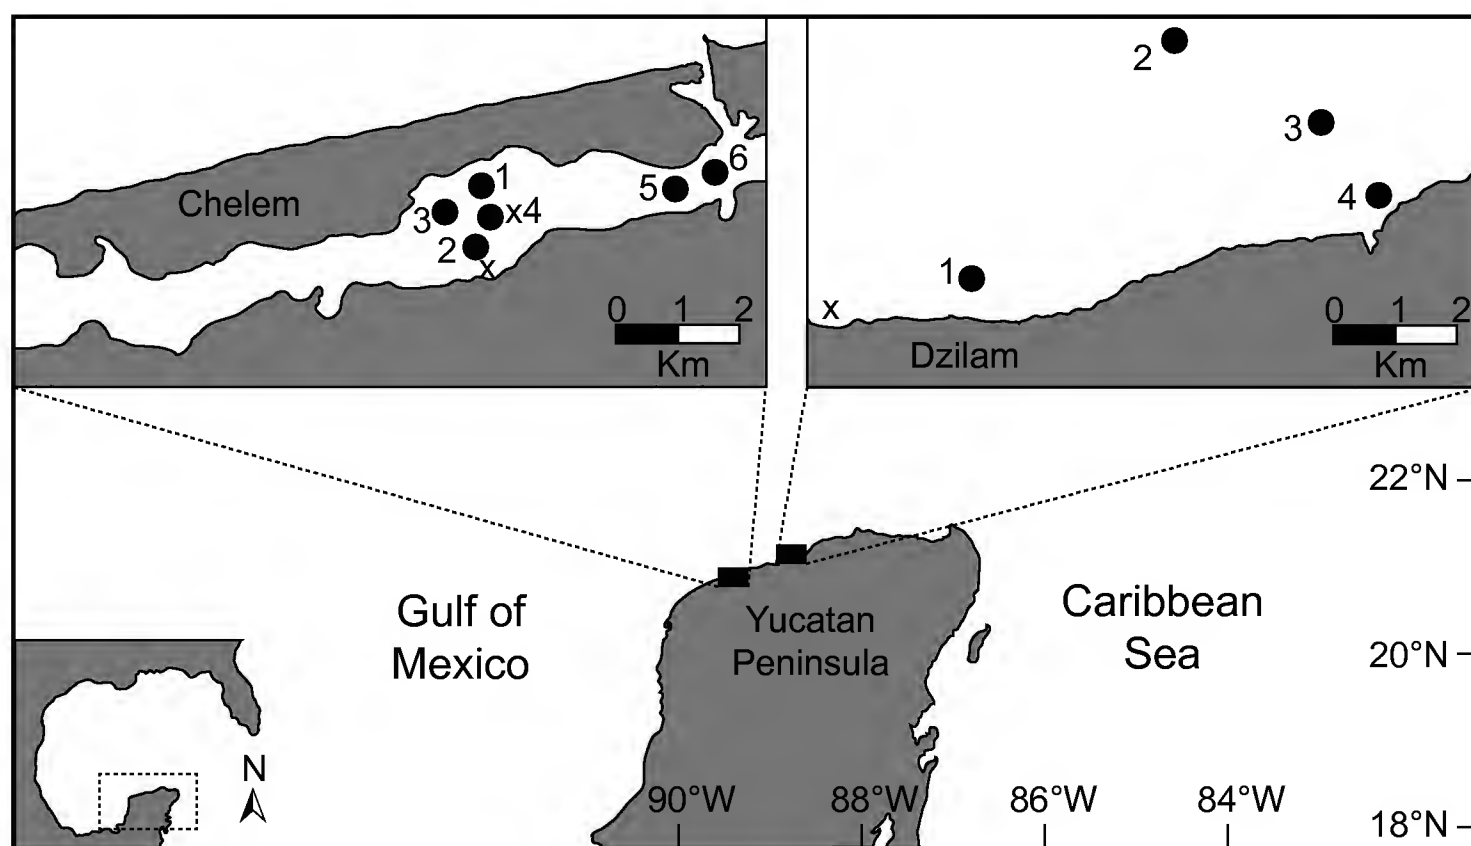 Chelem
1
3
x4
2
x
5
6
0 1 2
Km
2
3
4
1
x
Dzilam
0 1 2
Km
22°N
Gulf of
Mexico
Yucatan
Peninsula
Caribbean
Sea
20°N
N
90°W 88°W 86°W 84°W
18°N